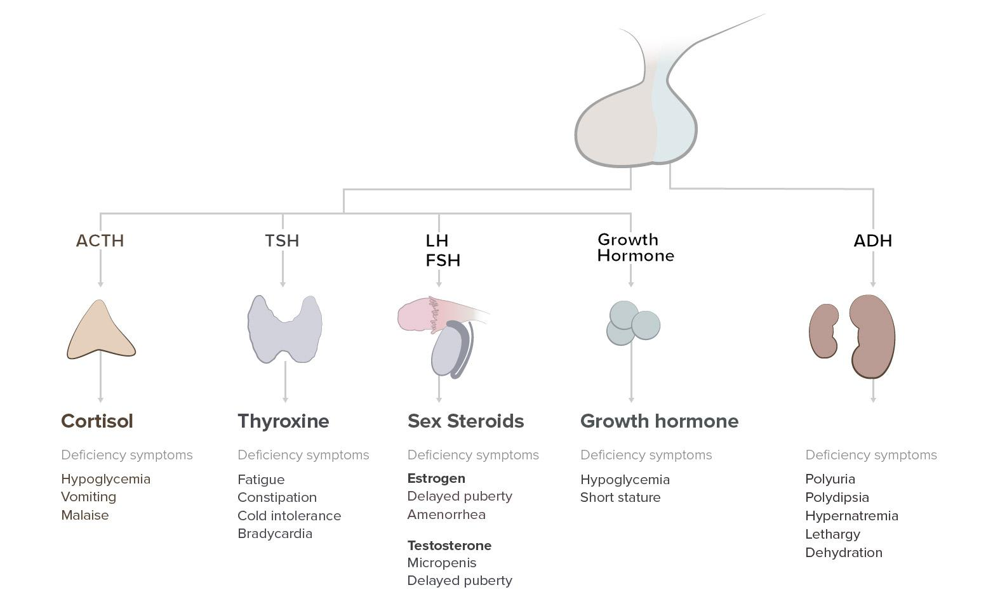 ACTH
TSH
LH
FSH
Growth
Hormone
ADH
Cortisol
Deficiency symptoms
Hypoglycemia
Vomiting
Malaise
Thyroxine
Deficiency symptoms
Fatigue
Constipation
Cold intolerance
Bradycardia
Sex Steroids
Deficiency symptoms
Estrogen
Delayed puberty
Amenorrhea
Testosterone
Micropenis
Delayed puberty
Growth hormone
Deficiency symptoms
Hypoglycemia
Short stature
Deficiency symptoms
Polyuria
Polydipsia
Hypernatremia
Lethargy
Dehydration